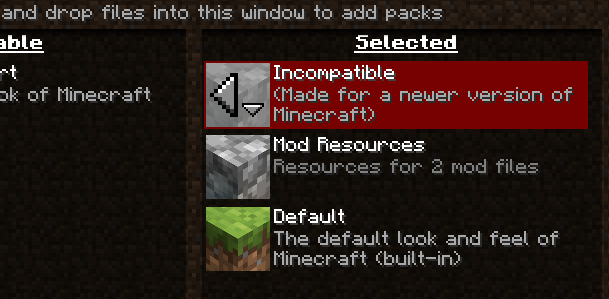 and drop files into this window to add packs
able
Selected
rt
ok of Minecraft
Incompatible
(Made for a newer version of
Minecraft)
Mod Resources
Resources for 2 mod files
Default
The default look and feel of
Minecraft (built-in)